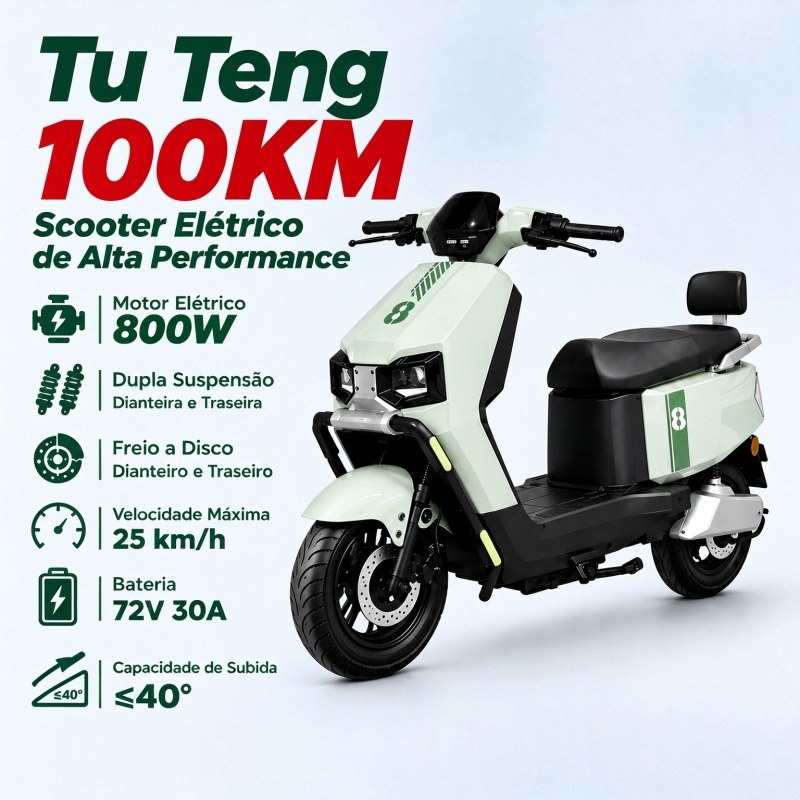 Tu Teng
100KM
Scooter Elétrico
de Alta Performance
Motor Elétrico
800W
Dupla Suspensão
Dianteira e Traseira
Freio a Disco
Dianteiro e Traseiro
Velocidade Máxima
25 km/h
Bateria
72V 30A
≤40°
Capacidade de Subida
≤40°
8
8